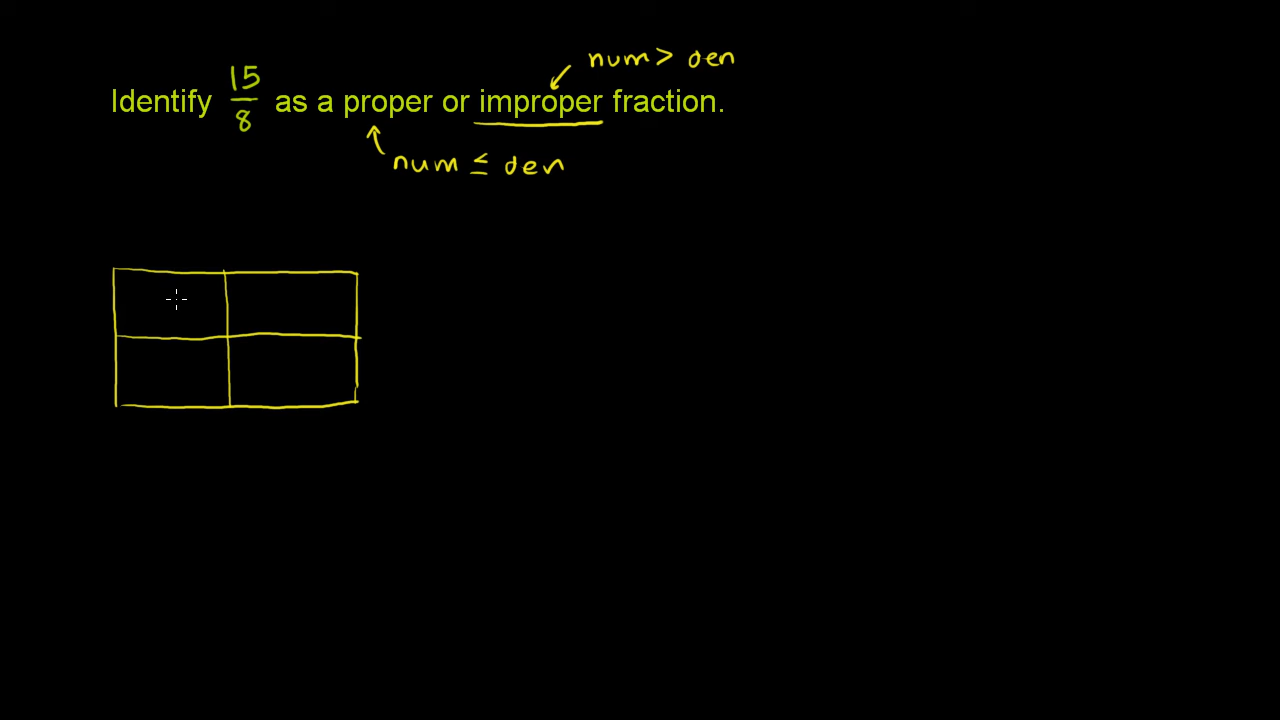 num > den
Identify 15/8 as a proper or improper fraction.
num ≤ den